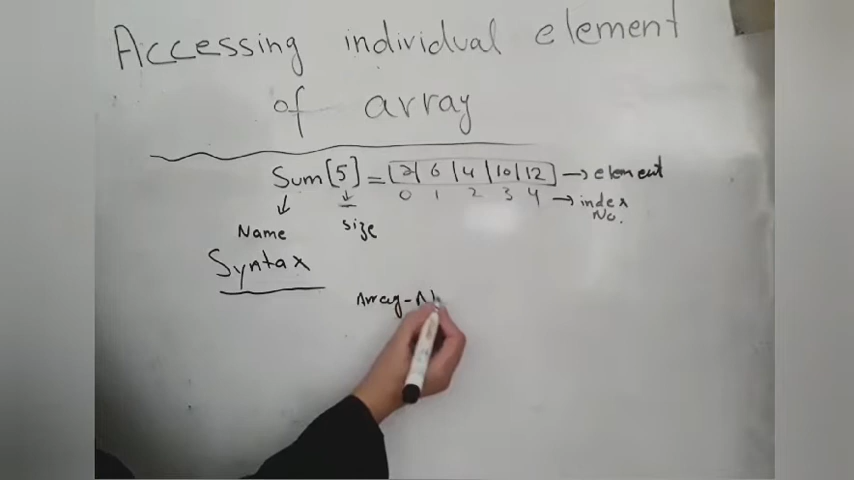 Accessing individual element
of array
Sum[5] = [2| 6 |4 |10|12] → element
0 1 2 3 4 → index
No.
Name size
Syntax
Array-N